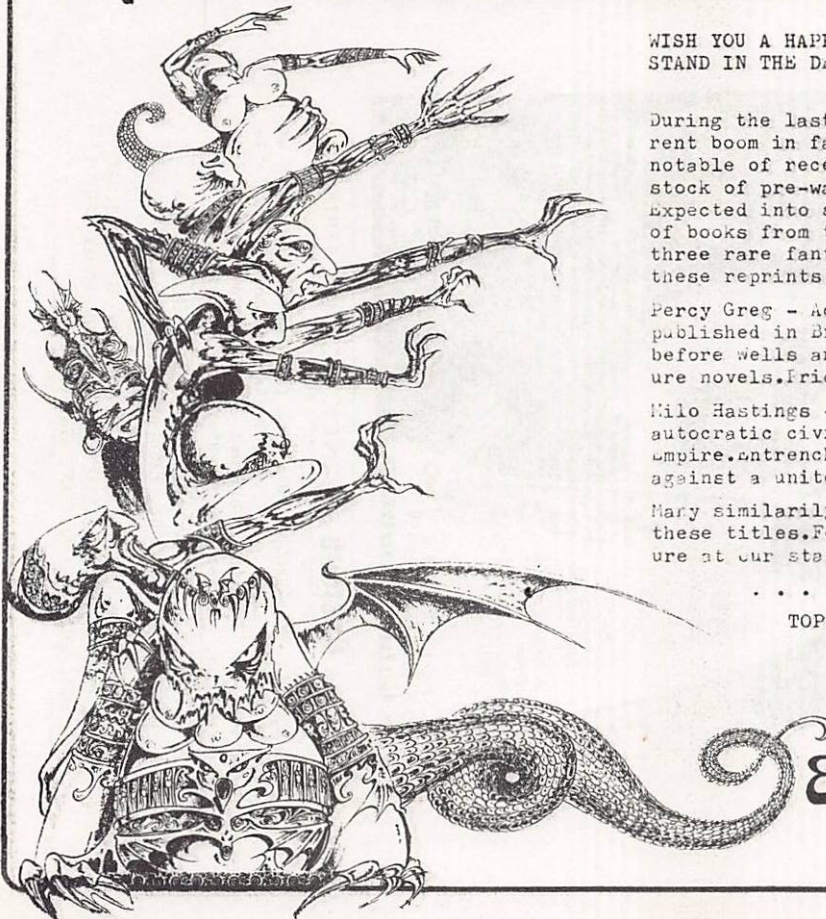 WISH YOU A HAPP
STAND IN THE DA
During the last
rent boom in fa
notable of rece
stock of pre-wa
Expected into s
of books from t
three rare fant
these reprints
Percy Greg - Ac
published in Br
before Wells an
ure novels.Pric
Milo Hastings -
autocratic civi
Empire.Entrench
against a unite
Many similarily
these titles.Fo
ure at our sta
. . .
TOP
&